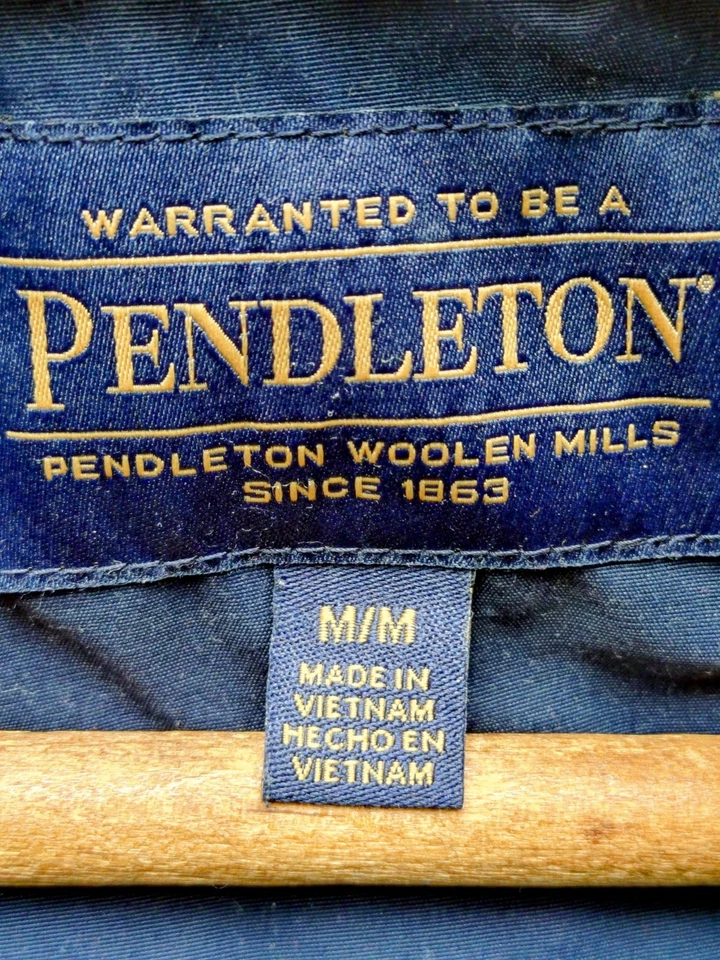 WARRANTED TO BE A
PENDLETON®
PENDLETON WOOLEN MILLS
SINCE 1863
M/M
MADE IN
VIETNAM
HECHO EN
VIETNAM